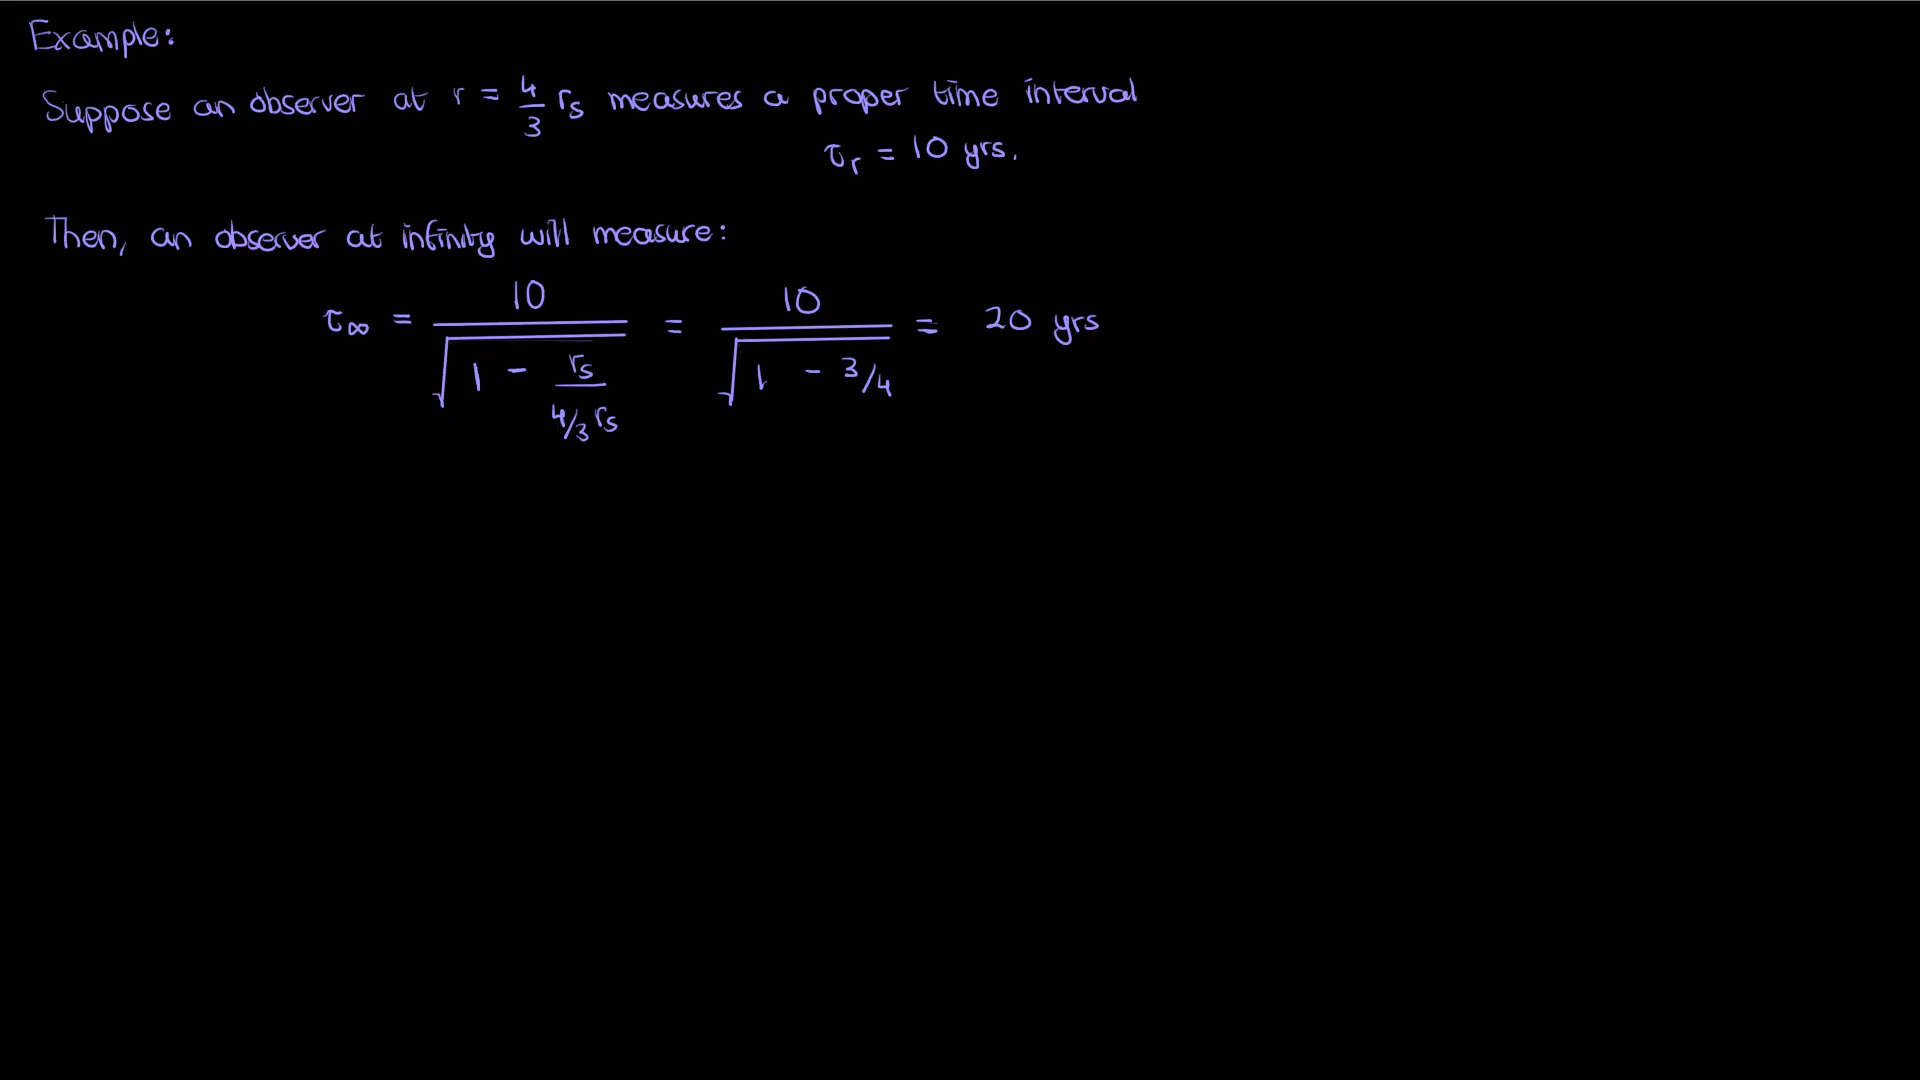 Example:
Suppose an observer at r = 4/3 rs measures a proper time interval
τr = 10 yrs.
Then, an observer at infinity will measure:
τ∞ = 10 / √(1 - rs / (4/3 rs)) = 10 / √(1 - 3/4) = 20 yrs